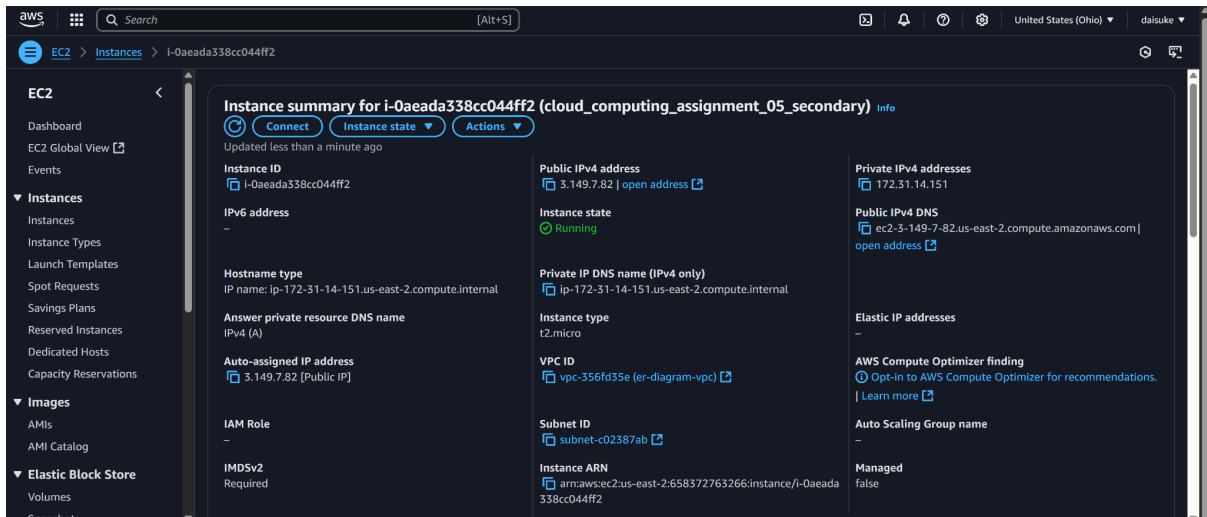 aws
Search [Alt+S]
United States (Ohio) ▼ daisuke ▼
EC2 > Instances > i-0aeada338cc044ff2
EC2
Dashboard
EC2 Global View
Events
▼ Instances
Instances
Instance Types
Launch Templates
Spot Requests
Savings Plans
Reserved Instances
Dedicated Hosts
Capacity Reservations
▼ Images
AMIs
AMI Catalog
▼ Elastic Block Store
Volumes
Instance summary for i-0aeada338cc044ff2 (cloud_computing_assignment_05_secondary) Info
Connect Instance state ▼ Actions ▼
Updated less than a minute ago
Instance ID
i-0aeada338cc044ff2
Public IPv4 address
3.149.7.82 | open address
Private IPv4 addresses
172.31.14.151
IPv6 address
–
Instance state
Running
Public IPv4 DNS
ec2-3-149-7-82.us-east-2.compute.amazonaws.com |
open address
Hostname type
IP name: ip-172-31-14-151.us-east-2.compute.internal
Private IP DNS name (IPv4 only)
ip-172-31-14-151.us-east-2.compute.internal
Answer private resource DNS name
IPv4 (A)
Instance type
t2.micro
Elastic IP addresses
–
Auto-assigned IP address
3.149.7.82 [Public IP]
VPC ID
vpc-356fd35e (er-diagram-vpc)
AWS Compute Optimizer finding
Opt-in to AWS Compute Optimizer for recommendations.
| Learn more
IAM Role
–
Subnet ID
subnet-c02387ab
Auto Scaling Group name
–
IMDSv2
Required
Instance ARN
arn:aws:ec2:us-east-2:658372763266:instance/i-0aeada
338cc044ff2
Managed
false